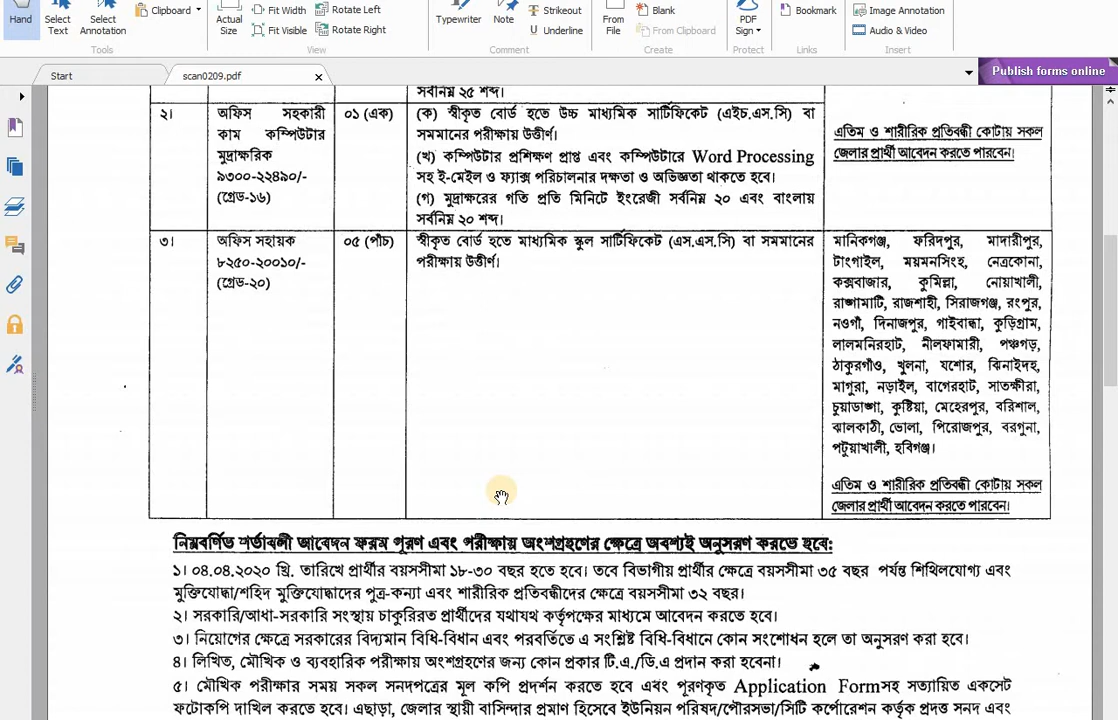 Hand
Select Text
Select Annotation
Clipboard
Tools
Actual Size
Fit Width
Fit Visible
Rotate Left
Rotate Right
View
Typewriter
Note
Strikeout
Underline
Comment
From File
Blank
From Clipboard
Create
PDF Sign
Protect
Bookmark
Links
Image Annotation
Audio & Video
Insert
Start
scan0209.pdf
Publish forms online
সর্বনিম্ন ২৫ শব্দ।
২।
অফিস সহকারী
কাম কম্পিউটার
মুদ্রাক্ষরিক
৯৩০০-২২৪৯০/-
(গ্রেড-১৬)
০১ (এক)
(ক) স্বীকৃত বোর্ড হতে উচ্চ মাধ্যমিক সার্টিফিকেট (এইচ.এস.সি) বা
সমমানের পরীক্ষায় উত্তীর্ণ।
(খ) কম্পিউটার প্রশিক্ষণ প্রাপ্ত এবং কম্পিউটারে Word Processing
সহ ই-মেইল ও ফ্যাক্স পরিচালনার দক্ষতা ও অভিজ্ঞতা থাকতে হবে।
(গ) মুদ্রাক্ষরের গতি প্রতি মিনিটে ইংরেজী সর্বনিম্ন ২০ এবং বাংলায়
সর্বনিম্ন ২০ শব্দ।
এতিম ও শারীরিক প্রতিবন্ধী কোটায় সকল
জেলার প্রার্থী আবেদন করতে পারবেন।
৩।
অফিস সহায়ক
৮২৫০-২০০১০/-
(গ্রেড-২০)
০৫ (পাঁচ)
স্বীকৃত বোর্ড হতে মাধ্যমিক স্কুল সার্টিফিকেট (এস.এস.সি) বা সমমানের
পরীক্ষায় উত্তীর্ণ।
মানিকগঞ্জ, ফরিদপুর, মাদারীপুর,
টাংগাইল, ময়মনসিংহ, নেত্রকোনা,
কক্সবাজার, কুমিল্লা, নোয়াখালী,
রাঙ্গামাটি, রাজশাহী, সিরাজগঞ্জ, রংপুর,
নওগাঁ, দিনাজপুর, গাইবান্ধা, কুড়িগ্রাম,
লালমনিরহাট, নীলফামারী, পঞ্চগড়,
ঠাকুরগাঁও, খুলনা, যশোর, ঝিনাইদহ,
মাগুরা, নড়াইল, বাগেরহাট, সাতক্ষীরা,
চুয়াডাঙ্গা, কুষ্টিয়া, মেহেরপুর, বরিশাল,
ঝালকাঠী, ভোলা, পিরোজপুর, বরগুনা,
পটুয়াখালী, হবিগঞ্জ।
এতিম ও শারীরিক প্রতিবন্ধী কোটায় সকল
জেলার প্রার্থী আবেদন করতে পারবেন।
নিম্নবর্ণিত শর্তাবলী আবেদন ফরম পূরণ এবং পরীক্ষায় অংশগ্রহণের ক্ষেত্রে অবশ্যই অনুসরণ করতে হবে:
১। ০৪.০৪.২০২০ খ্রি. তারিখে প্রার্থীর বয়সসীমা ১৮-৩০ বছর হতে হবে। তবে বিভাগীয় প্রার্থীর ক্ষেত্রে বয়সসীমা ৩৫ বছর পর্যন্ত শিথিলযোগ্য এবং
মুক্তিযোদ্ধা/শহিদ মুক্তিযোদ্ধাদের পুত্র-কন্যা এবং শারীরিক প্রতিবন্ধীদের ক্ষেত্রে বয়সসীমা ৩২ বছর।
২। সরকারি/আধা-সরকারি সংস্থায় চাকুরিরত প্রার্থীদের যথাযথ কর্তৃপক্ষের মাধ্যমে আবেদন করতে হবে।
৩। নিয়োগের ক্ষেত্রে সরকারের বিদ্যমান বিধি-বিধান এবং পরবর্তিতে এ সংশ্লিষ্ট বিধি-বিধানে কোন সংশোধন হলে তা অনুসরণ করা হবে।
৪। লিখিত, মৌখিক ও ব্যবহারিক পরীক্ষায় অংশগ্রহণের জন্য কোন প্রকার টি.এ./ডি.এ প্রদান করা হবেনা।
৫। মৌখিক পরীক্ষার সময় সকল সনদপত্রের মূল কপি প্রদর্শন করতে হবে এবং পূরণকৃত Application Formসহ সত্যায়িত একসেট
ফটোকপি দাখিল করতে হবে। এছাড়া, জেলার স্থায়ী বাসিন্দার প্রমাণ হিসেবে ইউনিয়ন পরিষদ/পৌরসভা/সিটি কর্পোরেশন কর্তৃক প্রদত্ত সনদ এবং